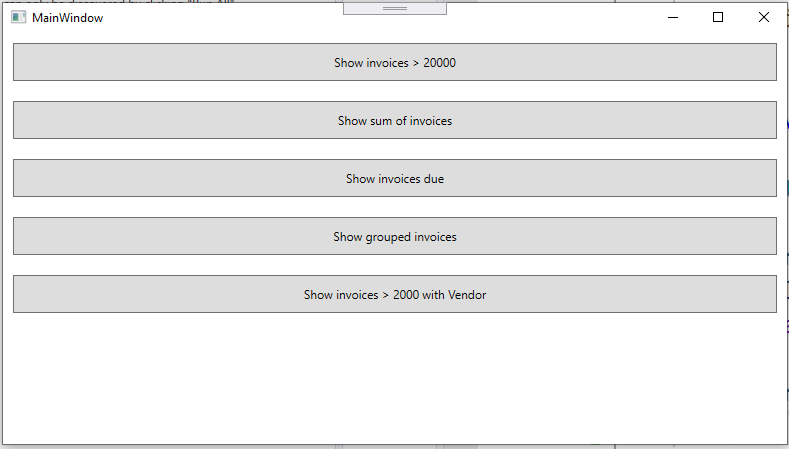 MainWindow
Show invoices > 20000
Show sum of invoices
Show invoices due
Show grouped invoices
Show invoices > 2000 with Vendor